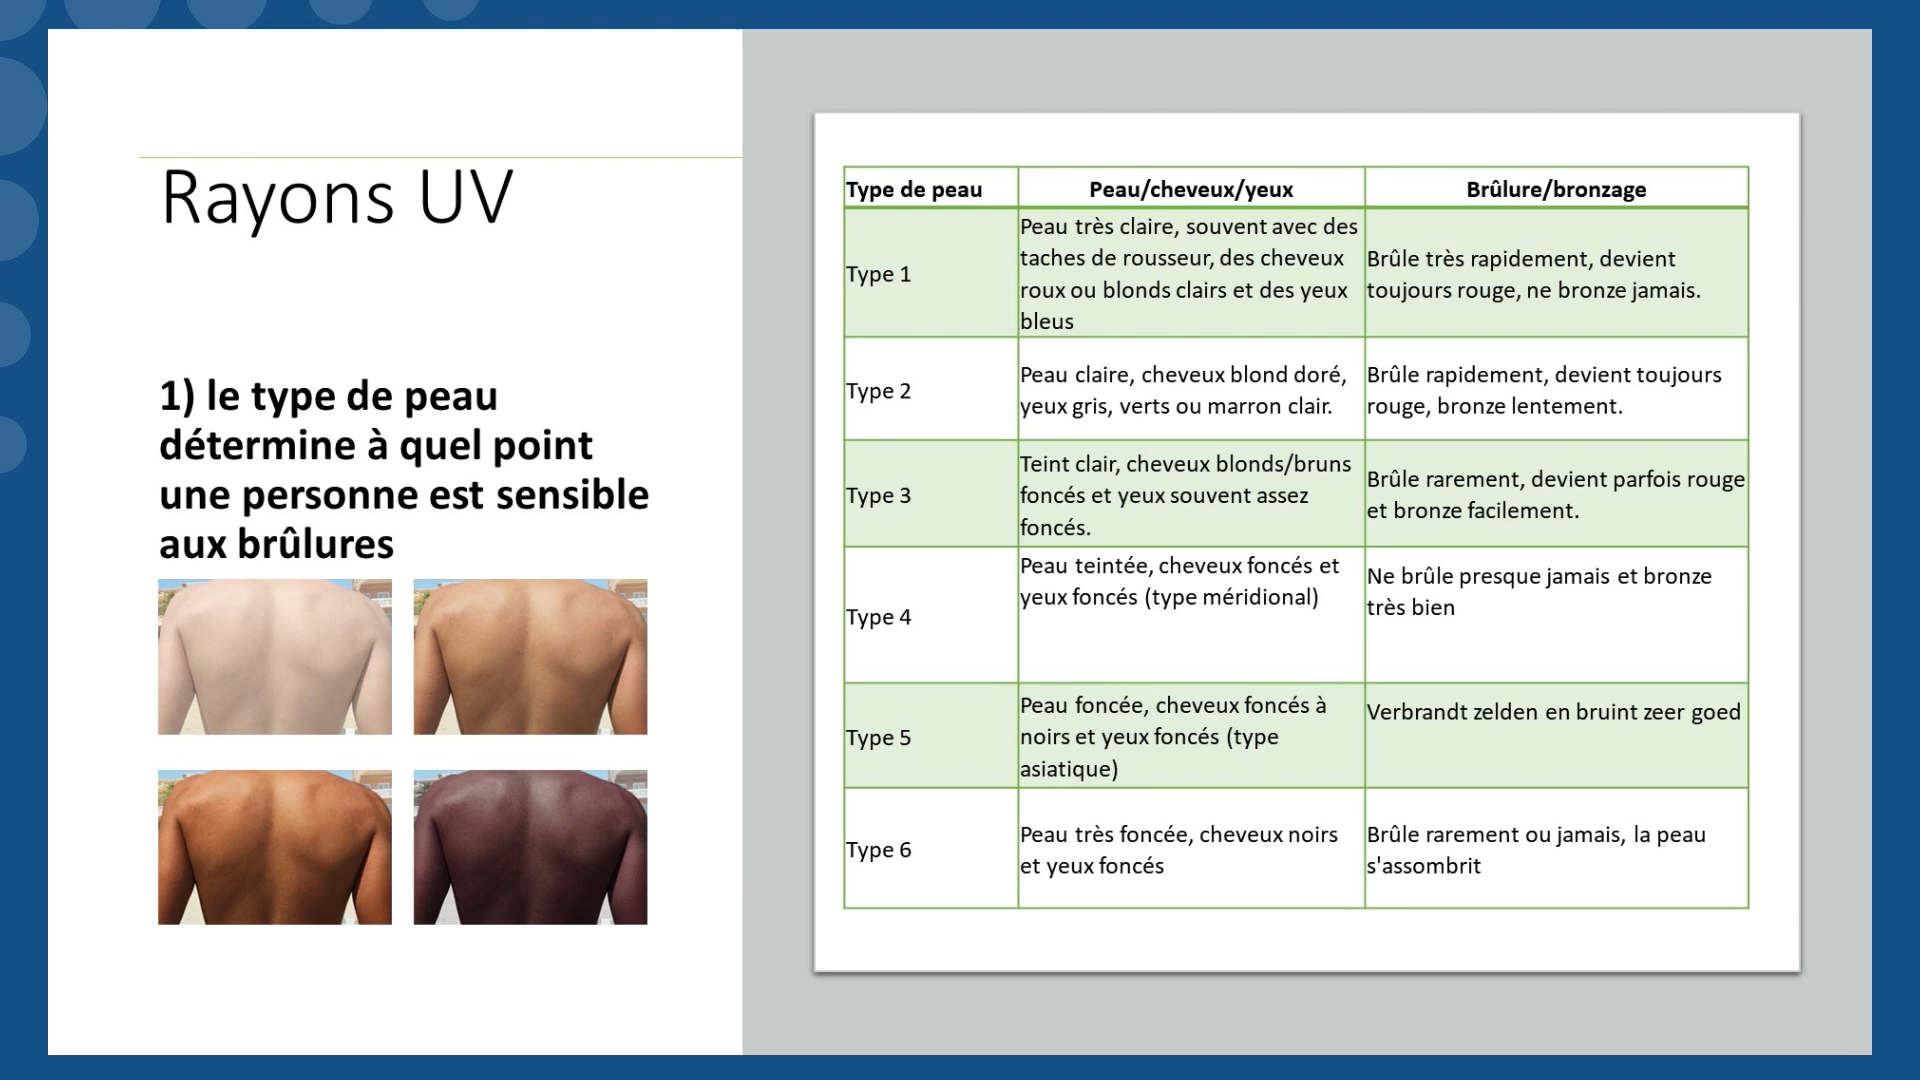 Rayons UV
1) le type de peau
détermine à quel point
une personne est sensible
aux brûlures
Type de peau
Peau/cheveux/yeux
Brûlure/bronzage
Type 1
Peau très claire, souvent avec des
taches de rousseur, des cheveux
roux ou blonds clairs et des yeux
bleus
Brûle très rapidement, devient
toujours rouge, ne bronze jamais.
Type 2
Peau claire, cheveux blond doré,
yeux gris, verts ou marron clair.
Brûle rapidement, devient toujours
rouge, bronze lentement.
Type 3
Teint clair, cheveux blonds/bruns
foncés et yeux souvent assez
foncés.
Brûle rarement, devient parfois rouge
et bronze facilement.
Type 4
Peau teintée, cheveux foncés et
yeux foncés (type méridional)
Ne brûle presque jamais et bronze
très bien
Type 5
Peau foncée, cheveux foncés à
noirs et yeux foncés (type
asiatique)
Verbrandt zelden en bruint zeer goed
Type 6
Peau très foncée, cheveux noirs
et yeux foncés
Brûle rarement ou jamais, la peau
s'assombrit